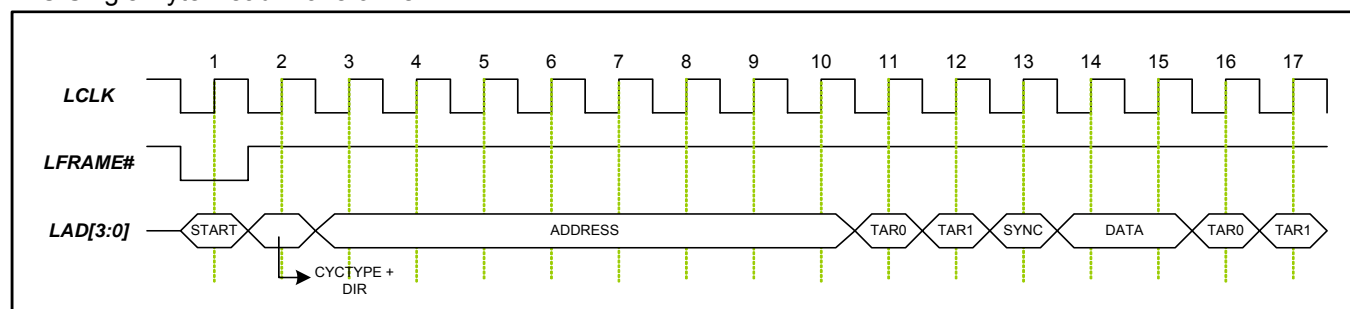 1 2 3 4 5 6 7 8 9 10 11 12 13 14 15 16 17
LCLK
LFRAME#
LAD[3:0] START ADDRESS TAR0 TAR1 SYNC DATA TAR0 TAR1
CYCTYPE +
DIR